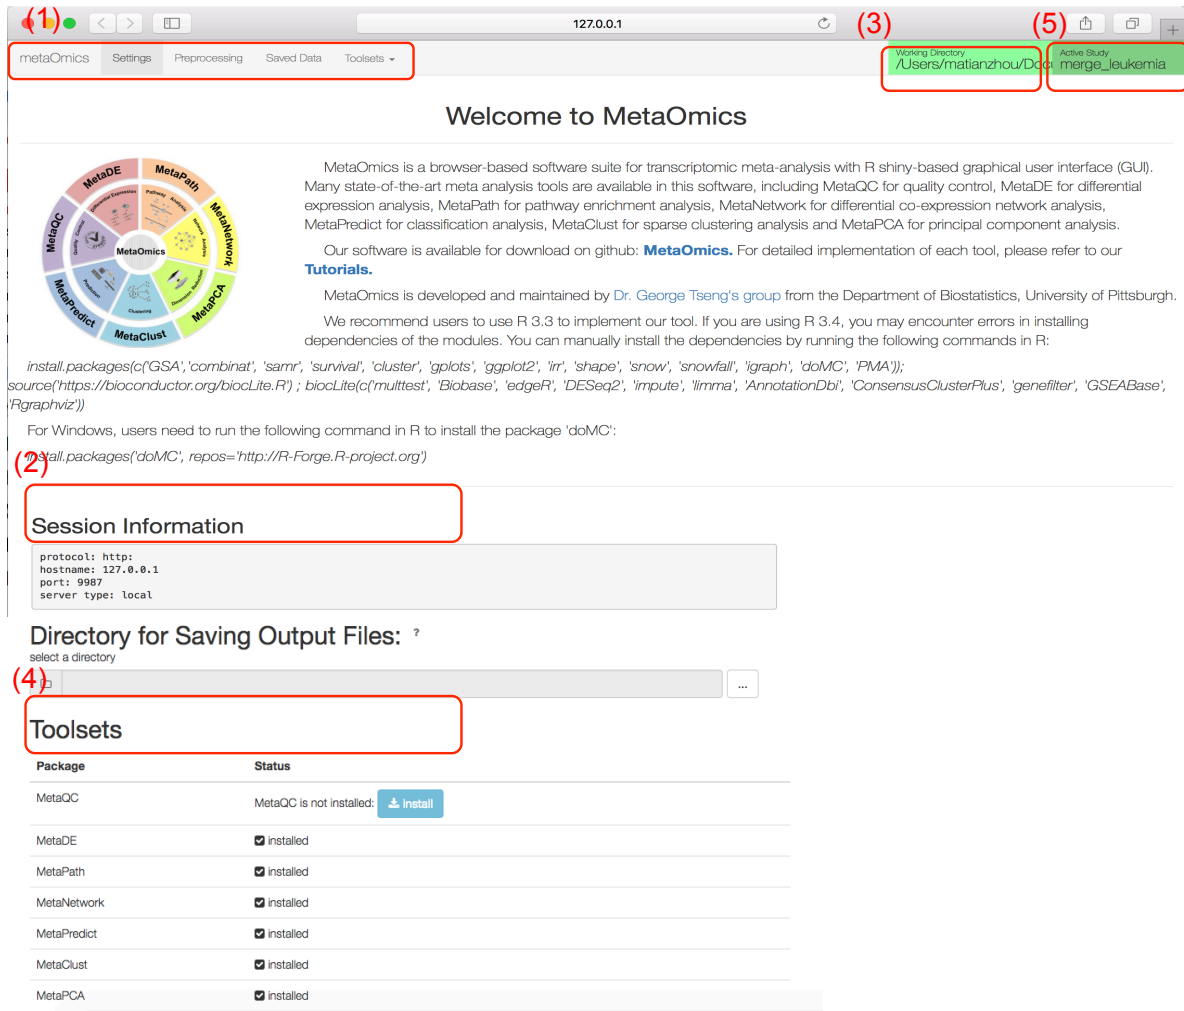 (1)
127.0.0.1
(3)
(5)
metaOmics Settings Preprocessing Saved Data Toolsets
Working Directory
/Users/matianzhou/Docu
Active Study
merge_leukemia
Welcome to MetaOmics
MetaDE
MetaPath
MetaNetwork
MetaPCA
MetaClust
MetaPredict
MetaQC
Differential Expression
Pathway Analysis
Network Analysis
Dimension Reduction
Clustering
Prediction
Quality Control
MetaOmics
MetaOmics is a browser-based software suite for transcriptomic meta-analysis with R shiny-based graphical user interface (GUI).
Many state-of-the-art meta analysis tools are available in this software, including MetaQC for quality control, MetaDE for differential
expression analysis, MetaPath for pathway enrichment analysis, MetaNetwork for differential co-expression network analysis,
MetaPredict for classification analysis, MetaClust for sparse clustering analysis and MetaPCA for principal component analysis.
Our software is available for download on github: MetaOmics. For detailed implementation of each tool, please refer to our
Tutorials.
MetaOmics is developed and maintained by Dr. George Tseng's group from the Department of Biostatistics, University of Pittsburgh.
We recommend users to use R 3.3 to implement our tool. If you are using R 3.4, you may encounter errors in installing
dependencies of the modules. You can manually install the dependencies by running the following commands in R:
install.packages(c('GSA','combinat', 'samr', 'survival', 'cluster', 'gplots', 'ggplot2', 'irr', 'shape', 'snow', 'snowfall', 'igraph', 'doMC', 'PMA'));
source('https://bioconductor.org/biocLite.R') ; biocLite(c('multtest', 'Biobase', 'edgeR', 'DESeq2', 'impute', 'limma', 'AnnotationDbi', 'ConsensusClusterPlus', 'genefilter', 'GSEABase',
'Rgraphviz'))
For Windows, users need to run the following command in R to install the package 'doMC':
install.packages('doMC', repos='http://R-Forge.R-project.org')
(2)
Session Information
protocol: http:
hostname: 127.0.0.1
port: 9987
server type: local
Directory for Saving Output Files: ?
select a directory
(4)
...
Toolsets
Package Status
MetaQC MetaQC is not installed: Install
MetaDE installed
MetaPath installed
MetaNetwork installed
MetaPredict installed
MetaClust installed
MetaPCA installed